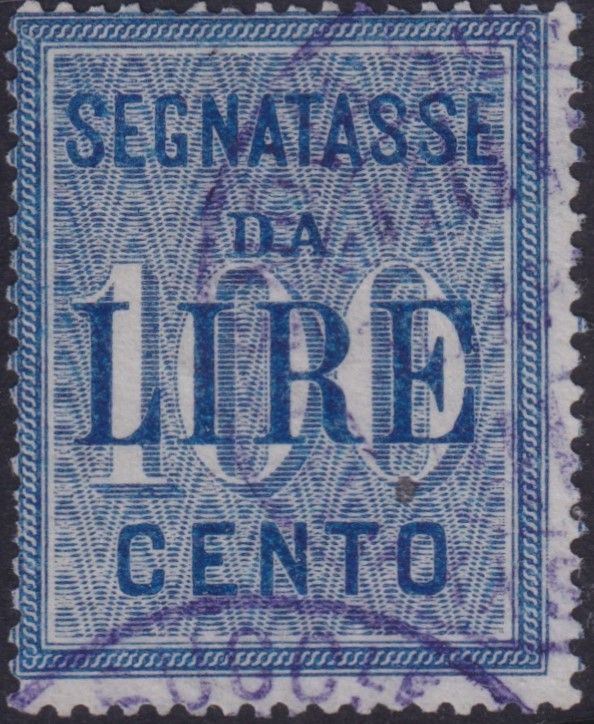 SEGNATASSE
DA
100
LIRE
CENTO